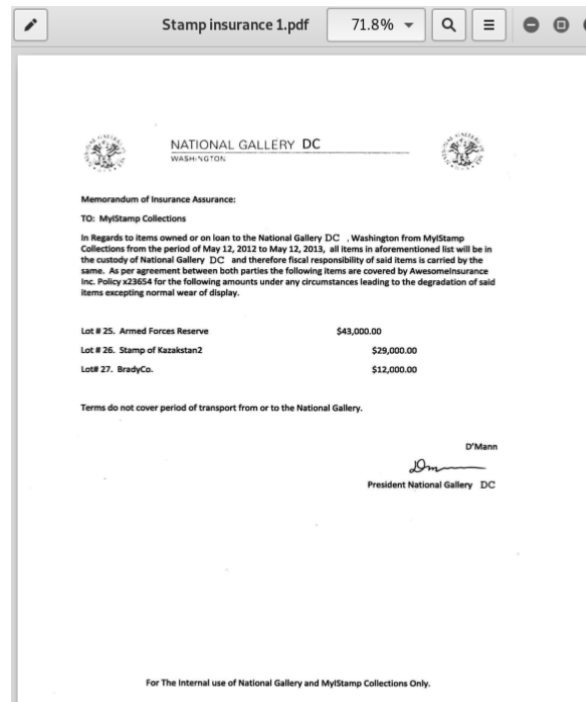 Stamp insurance 1.pdf 71.8%
NATIONAL GALLERY DC
WASHINGTON
Memorandum of Insurance Assurance:
TO: MyIStamp Collections
In Regards to items owned or on loan to the National Gallery DC , Washington from MyIStamp
Collections from the period of May 12, 2012 to May 12, 2013, all items in aforementioned list will be in
the custody of National Gallery DC and therefore fiscal responsibility of said items is carried by the
same. As per agreement between both parties the following items are covered by AwesomeInsurance
Inc. Policy x23654 for the following amounts under any circumstances leading to the degradation of said
items excepting normal wear of display.
Lot # 25. Armed Forces Reserve $43,000.00
Lot # 26. Stamp of Kazakstan2 $29,000.00
Lot# 27. BradyCo. $12,000.00
Terms do not cover period of transport from or to the National Gallery.
D'Mann
President National Gallery DC
For The Internal use of National Gallery and MyIStamp Collections Only.